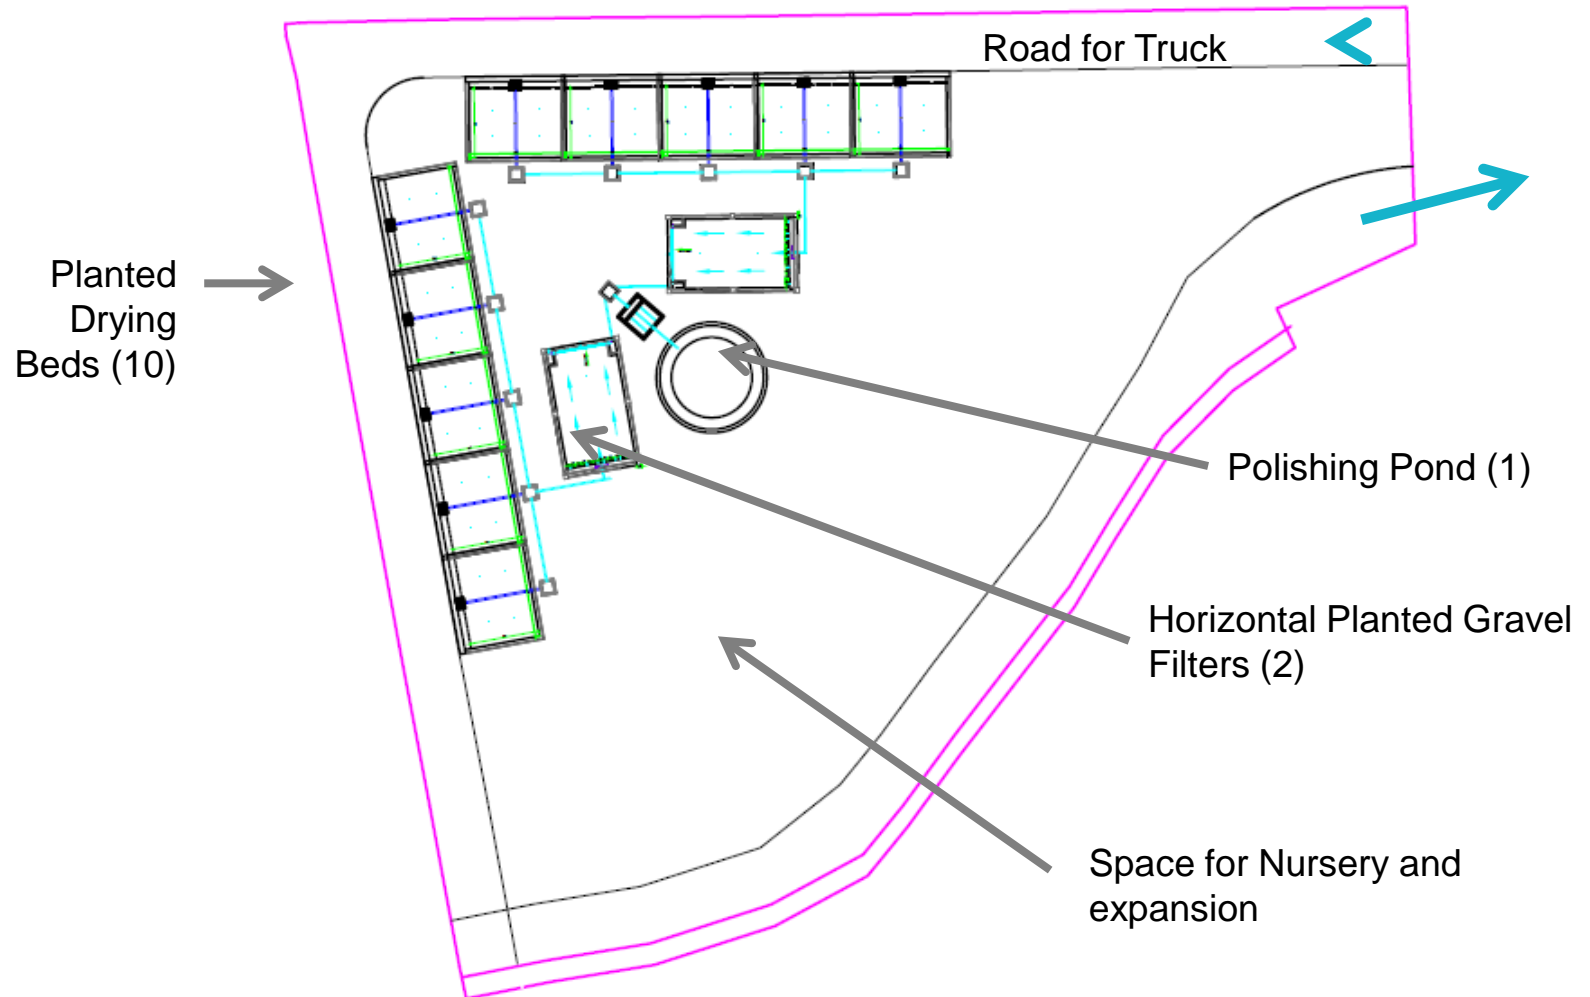 Road for Truck
Planted
Drying
Beds (10)
Polishing Pond (1)
Horizontal Planted Gravel
Filters (2)
Space for Nursery and
expansion